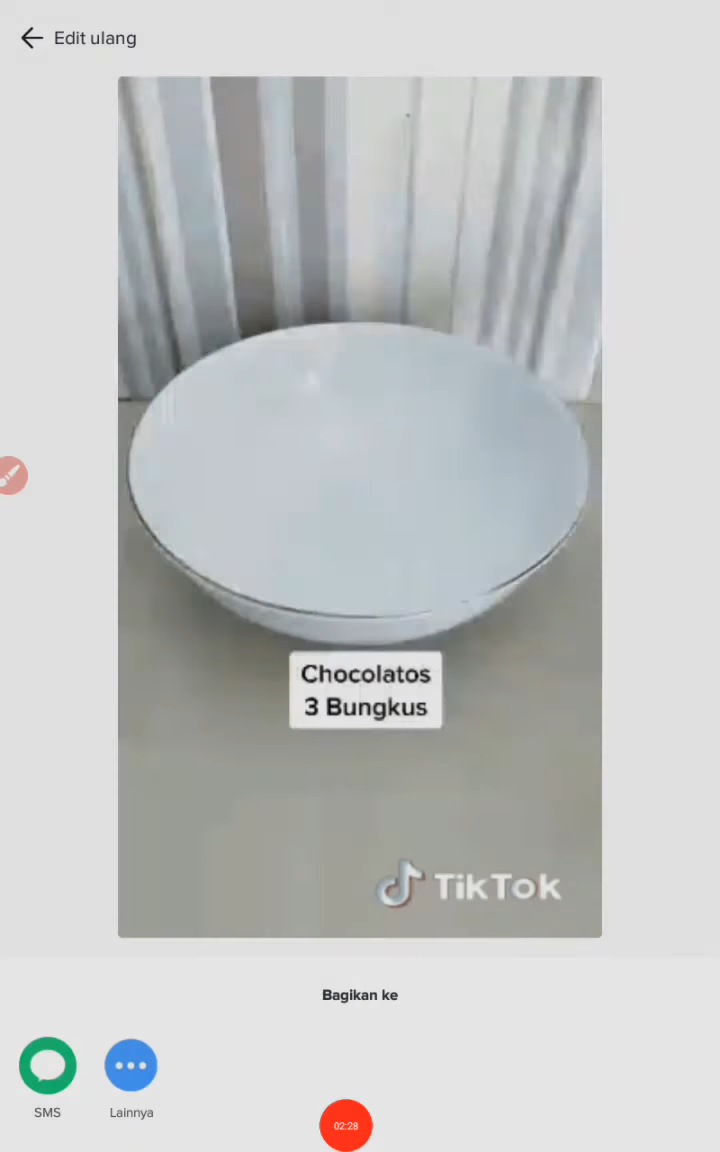 Edit ulang
Chocolatos
3 Bungkus
TikTok
Bagikan ke
SMS
Lainnya
02:28